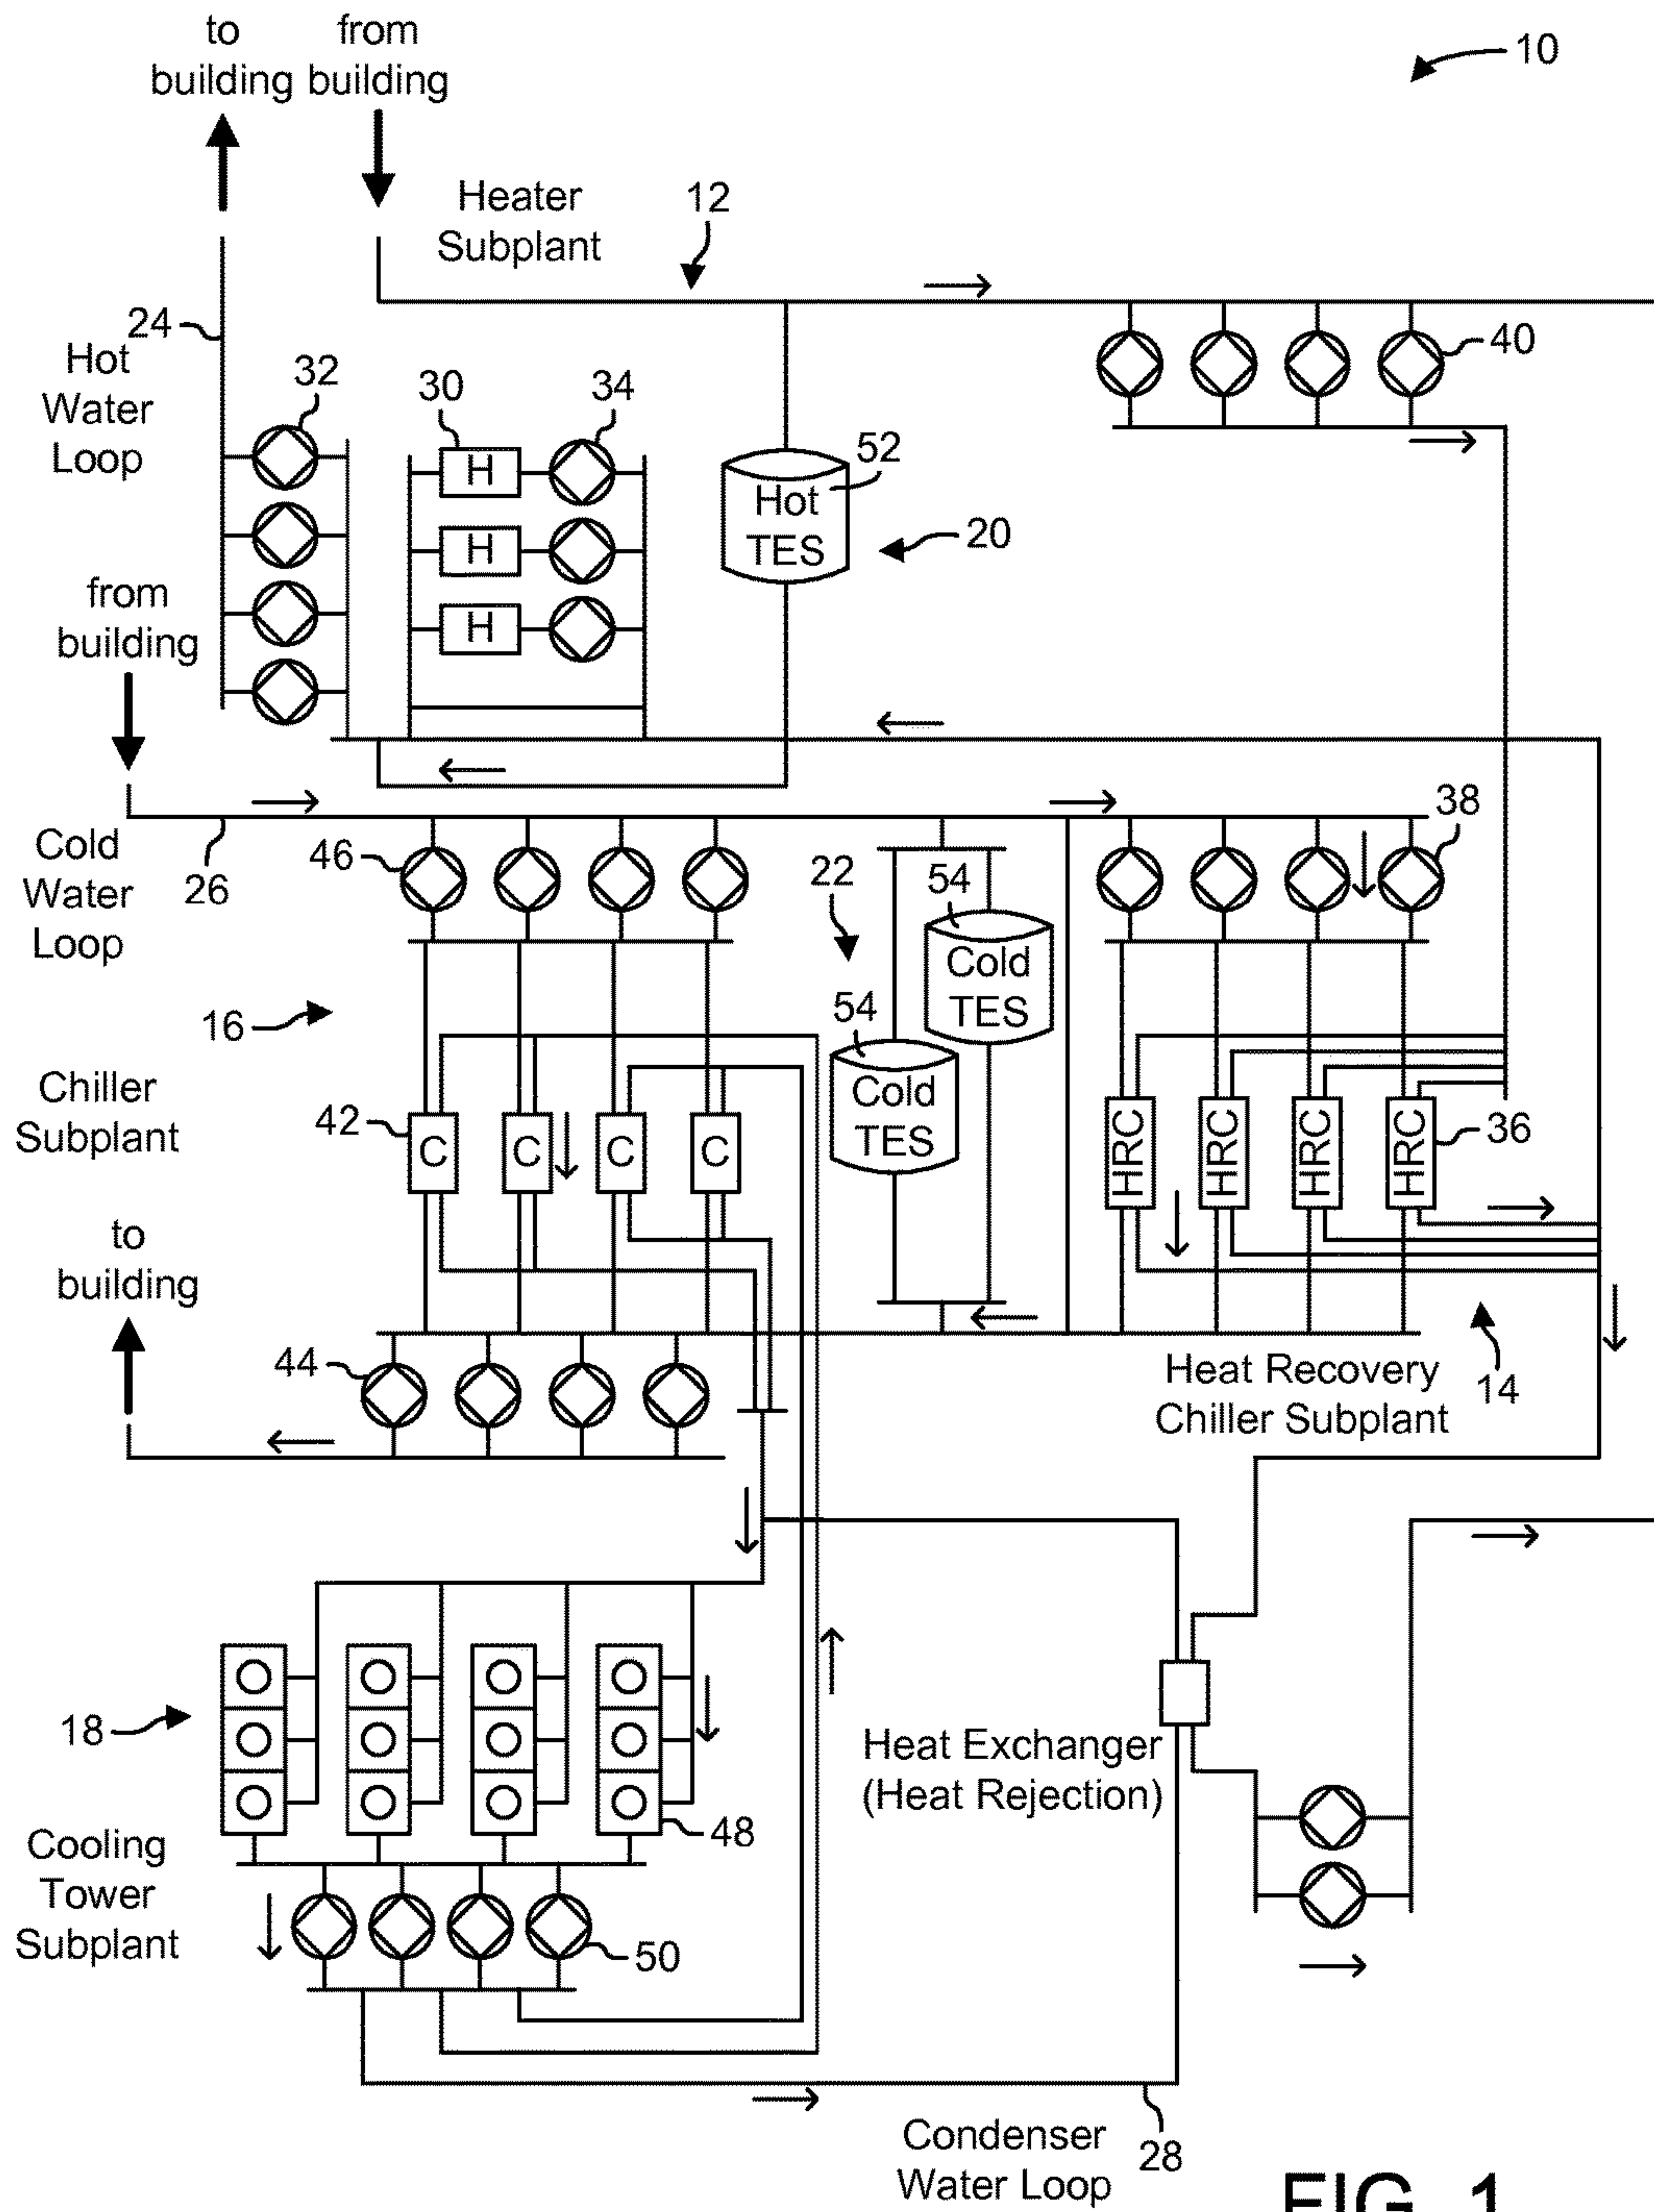 to
building
from
building
10
Heater
Subplant
12
24
Hot
Water
Loop
32
30
34
40
H
H
H
52
Hot
TES
20
from
building
Cold
Water
Loop
26
46
22
54
Cold
TES
54
Cold
TES
38
16
Chiller
Subplant
42
C
C
C
C
HRC
HRC
HRC
HRC
36
to
building
44
Heat Recovery
Chiller Subplant
14
18
48
Heat Exchanger
(Heat Rejection)
Cooling
Tower
Subplant
50
Condenser
Water Loop
28
FIG. 1